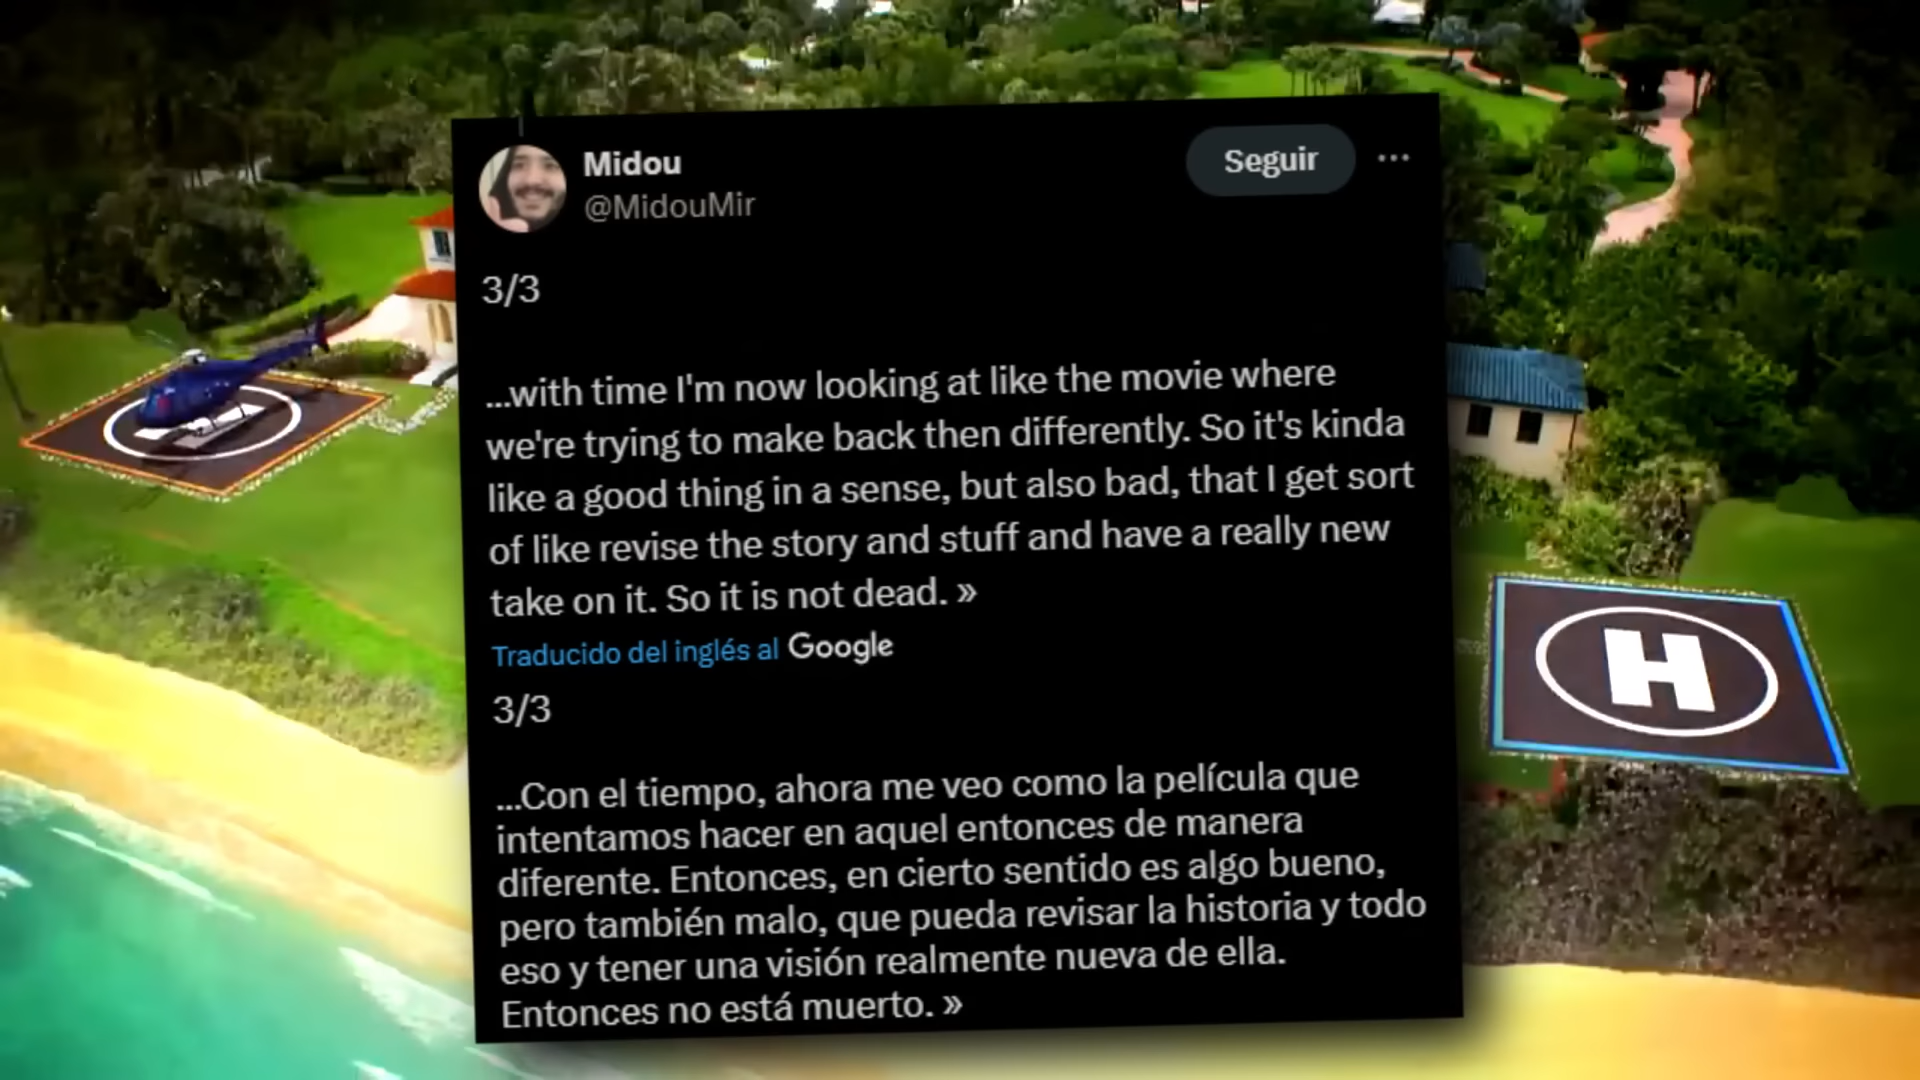 Midou
@MidouMir
Seguir
3/3
...with time I'm now looking at like the movie where
we're trying to make back then differently. So it's kinda
like a good thing in a sense, but also bad, that I get sort
of like revise the story and stuff and have a really new
take on it. So it is not dead. »
Traducido del inglés al Google
3/3
...Con el tiempo, ahora me veo como la película que
intentamos hacer en aquel entonces de manera
diferente. Entonces, en cierto sentido es algo bueno,
pero también malo, que pueda revisar la historia y todo
eso y tener una visión realmente nueva de ella.
Entonces no está muerto. »
H